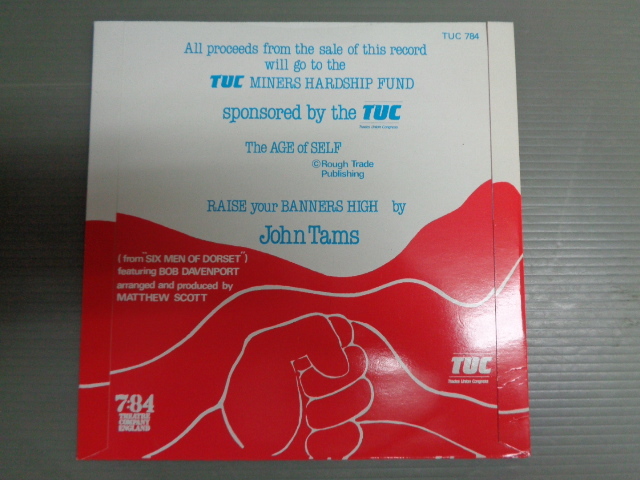 TUC 784
All proceeds from the sale of this record
will go to the
TUC MINERS HARDSHIP FUND
sponsored by the TUC
Trades Union Congress
The AGE of SELF
©Rough Trade
Publishing
RAISE your BANNERS HIGH by
John Tams
(from "SIX MEN OF DORSET")
featuring BOB DAVENPORT
arranged and produced by
MATTHEW SCOTT
TUC
Trades Union Congress
7:84
THEATRE
COMPANY
ENGLAND